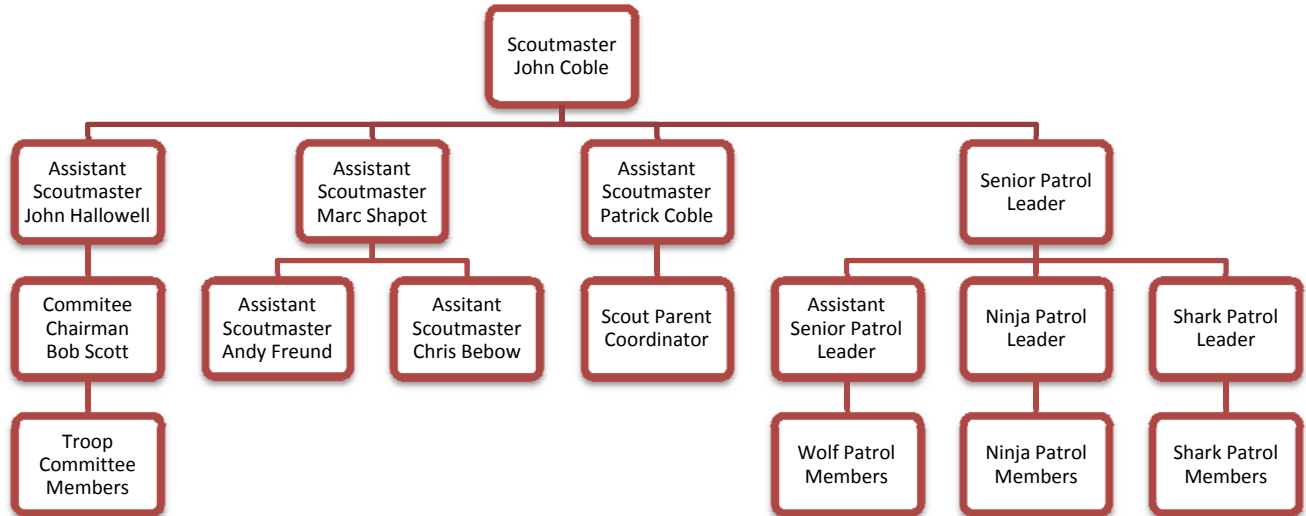 Scoutmaster
John Coble
Assistant
Scoutmaster
John Hallowell
Assistant
Scoutmaster
Marc Shapot
Assistant
Scoutmaster
Patrick Coble
Senior Patrol
Leader
Commitee
Chairman
Bob Scott
Assistant
Scoutmaster
Andy Freund
Assitant
Scoutmaster
Chris Bebow
Scout Parent
Coordinator
Assistant
Senior Patrol
Leader
Ninja Patrol
Leader
Shark Patrol
Leader
Troop
Committee
Members
Wolf Patrol
Members
Ninja Patrol
Members
Shark Patrol
Members